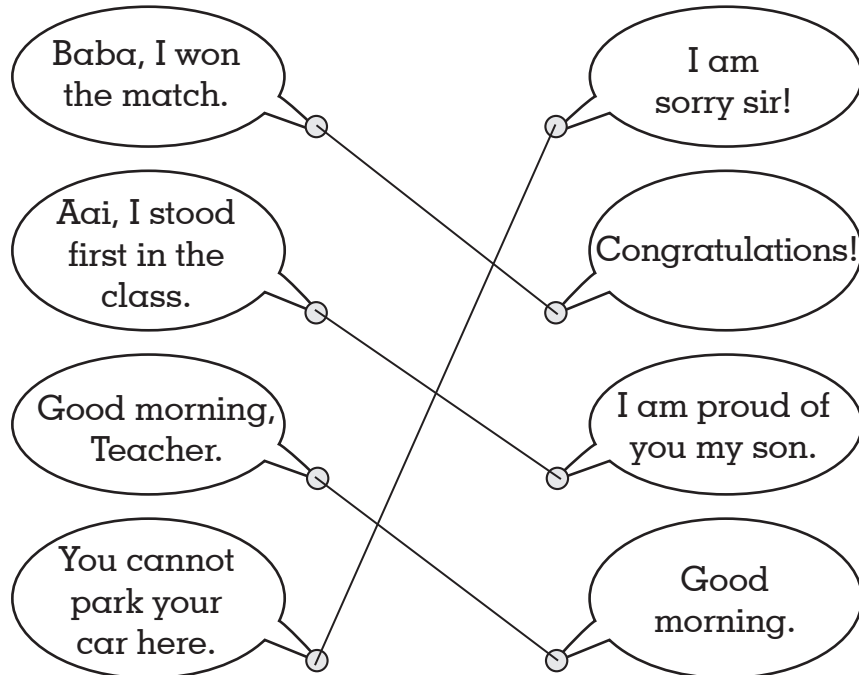 Baba, I won
the match.
I am
sorry sir!
Aai, I stood
first in the
class.
Congratulations!
Good morning,
Teacher.
I am proud of
you my son.
You cannot
park your
car here.
Good
morning.